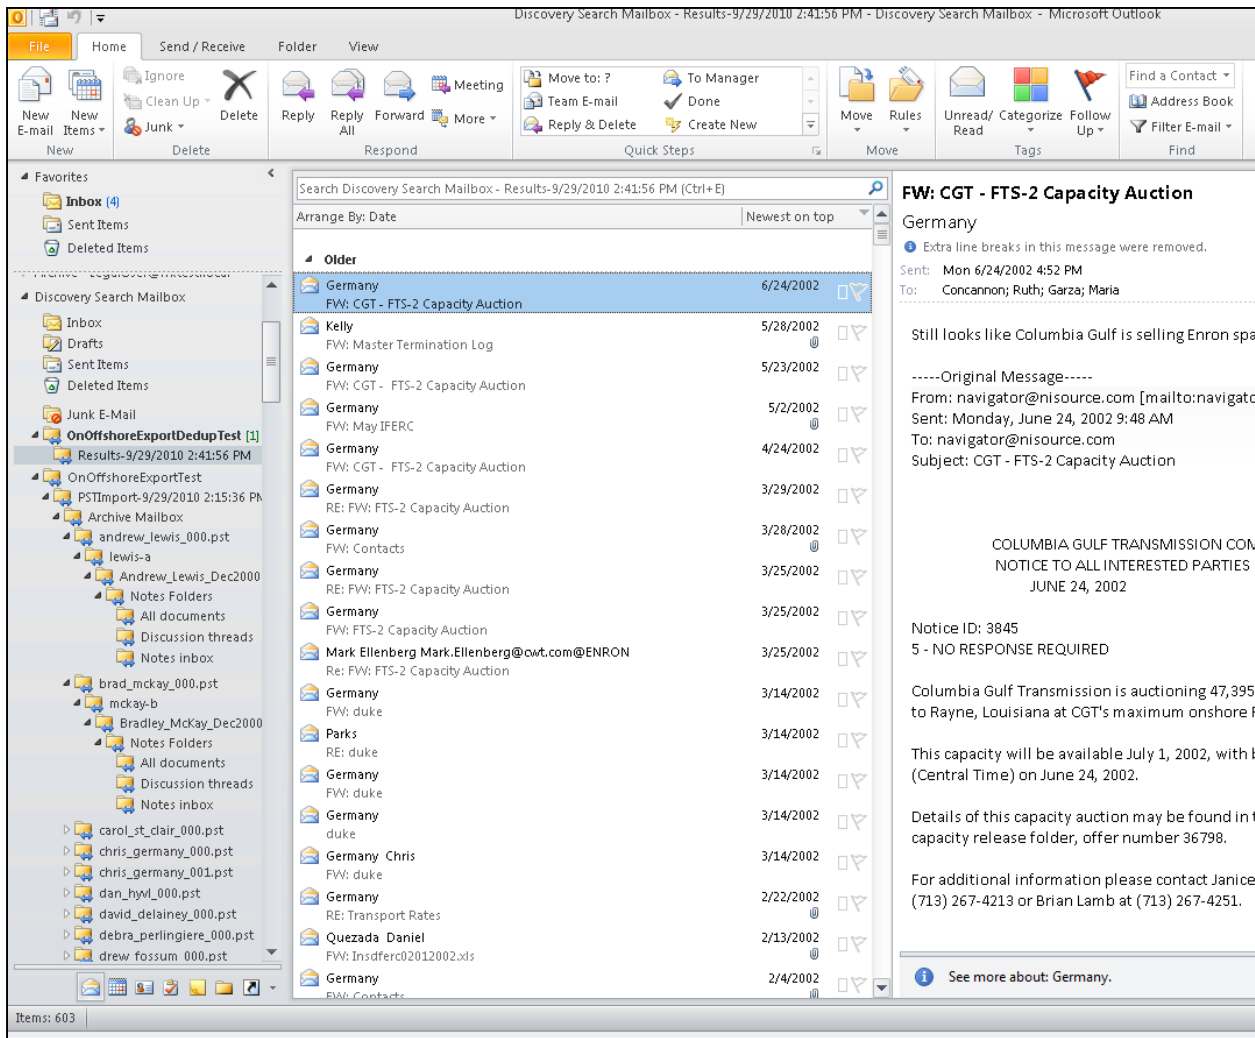 Discovery Search Mailbox - Results-9/29/2010 2:41:56 PM - Discovery Search Mailbox - Microsoft Outlook
File Home Send / Receive Folder View
New E-mail
New Items
New
Ignore
Clean Up
Junk
Delete
Delete
Reply
Reply All
Forward
Meeting
More
Respond
Move to: ?
Team E-mail
Reply & Delete
To Manager
Done
Create New
Quick Steps
Move
Rules
Move
Unread/ Read
Categorize
Follow Up
Tags
Find a Contact
Address Book
Filter E-mail
Find
Favorites
Inbox (4)
Sent Items
Deleted Items
Discovery Search Mailbox
Inbox
Drafts
Sent Items
Deleted Items
Junk E-Mail
OnOffshoreExportDedupTest [1]
Results-9/29/2010 2:41:56 PM
OnOffshoreExportTest
PSTImport-9/29/2010 2:15:36 PM
Archive Mailbox
andrew_lewis_000.pst
lewis-a
Andrew_Lewis_Dec2000
Notes Folders
All documents
Discussion threads
Notes inbox
brad_mckay_000.pst
mckay-b
Bradley_McKay_Dec2000
Notes Folders
All documents
Discussion threads
Notes inbox
carol_st_clair_000.pst
chris_germany_000.pst
chris_germany_001.pst
dan_hyvl_000.pst
david_delainey_000.pst
debra_perlingiere_000.pst
drew_fossum_000.pst
Search Discovery Search Mailbox - Results-9/29/2010 2:41:56 PM (Ctrl+E)
Arrange By: Date Newest on top
Older
Germany 6/24/2002
FW: CGT - FTS-2 Capacity Auction
Kelly 5/28/2002
FW: Master Termination Log
Germany 5/23/2002
FW: CGT - FTS-2 Capacity Auction
Germany 5/2/2002
FW: May IFERC
Germany 4/24/2002
FW: CGT - FTS-2 Capacity Auction
Germany 3/29/2002
RE: FW: FTS-2 Capacity Auction
Germany 3/28/2002
FW: Contacts
Germany 3/25/2002
RE: FW: FTS-2 Capacity Auction
Germany 3/25/2002
FW: FTS-2 Capacity Auction
Mark Ellenberg Mark.Ellenberg@cwt.com@ENRON 3/25/2002
Re: FW: FTS-2 Capacity Auction
Germany 3/14/2002
FW: duke
Parks 3/14/2002
RE: duke
Germany 3/14/2002
FW: duke
Germany 3/14/2002
duke
Germany Chris 3/14/2002
FW: duke
Germany 2/22/2002
RE: Transport Rates
Quezada Daniel 2/13/2002
FW: Insdferc02012002.xls
Germany 2/4/2002
FW: Contacts
FW: CGT - FTS-2 Capacity Auction
Germany
Extra line breaks in this message were removed.
Sent: Mon 6/24/2002 4:52 PM
To: Concannon; Ruth; Garza; Maria
Still looks like Columbia Gulf is selling Enron spa
-----Original Message-----
From: navigator@nisource.com [mailto:navigato
Sent: Monday, June 24, 2002 9:48 AM
To: navigator@nisource.com
Subject: CGT - FTS-2 Capacity Auction
COLUMBIA GULF TRANSMISSION COM
NOTICE TO ALL INTERESTED PARTIES
JUNE 24, 2002
Notice ID: 3845
5 - NO RESPONSE REQUIRED
Columbia Gulf Transmission is auctioning 47,395
to Rayne, Louisiana at CGT's maximum onshore F
This capacity will be available July 1, 2002, with b
(Central Time) on June 24, 2002.
Details of this capacity auction may be found in t
capacity release folder, offer number 36798.
For additional information please contact Janice
(713) 267-4213 or Brian Lamb at (713) 267-4251.
See more about: Germany.
Items: 603